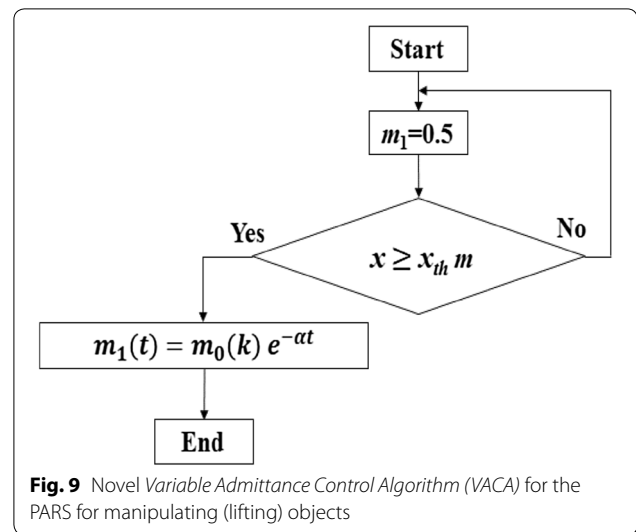 Start
m₁=0.5
Yes
No
x ≥ xₜₕ m
m₁(t) = m₀(k) e⁻ᵅᵗ
End
Fig. 9 Novel Variable Admittance Control Algorithm (VACA) for the
PARS for manipulating (lifting) objects